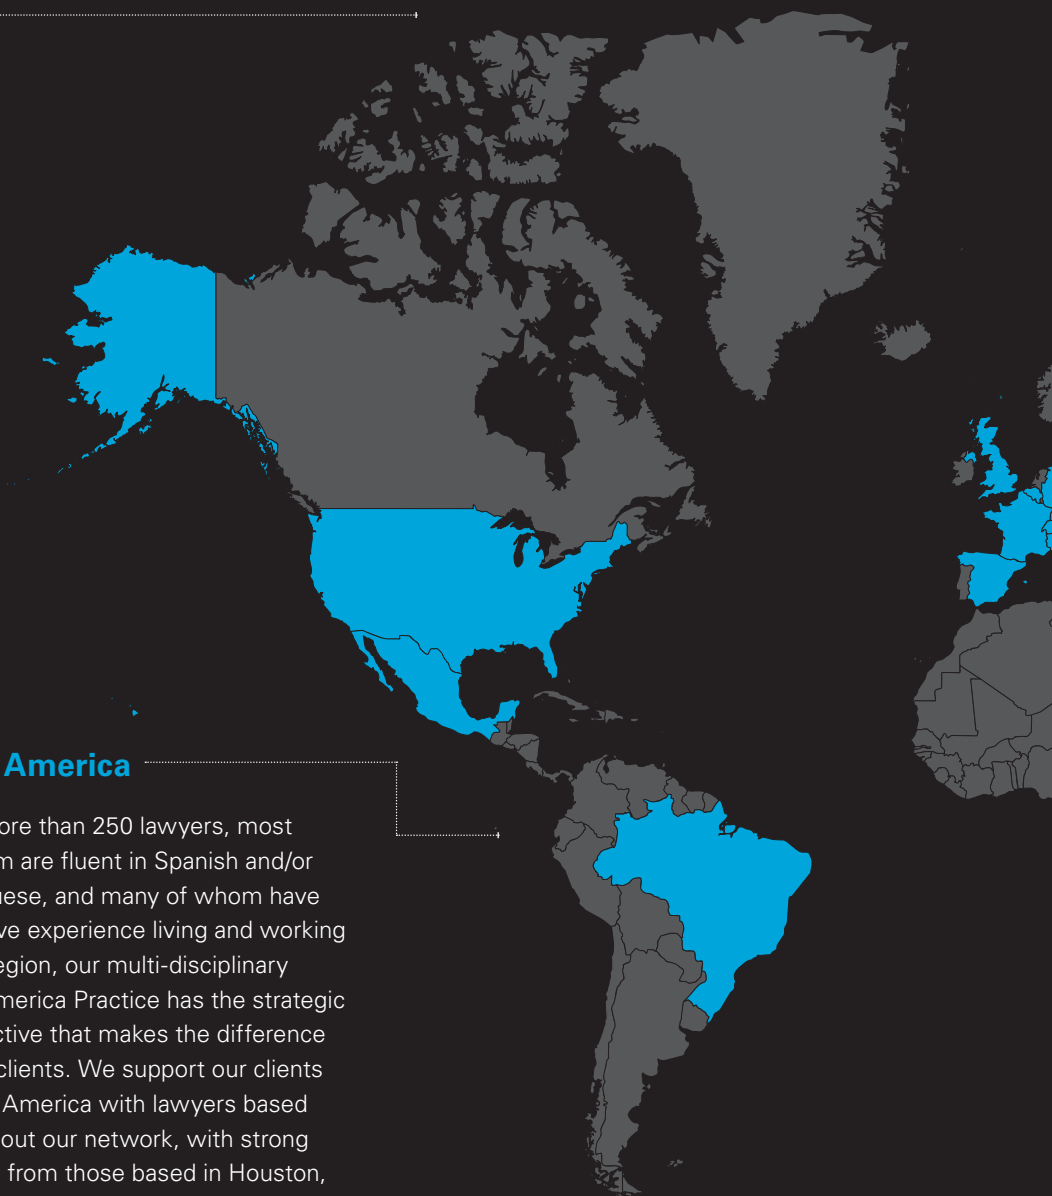 America
ore than 250 lawyers, most
m are fluent in Spanish and/or
uese, and many of whom have
ve experience living and working
egion, our multi-disciplinary
merica Practice has the strategic
ctive that makes the difference
clients. We support our clients
America with lawyers based
out our network, with strong
from those based in Houston,